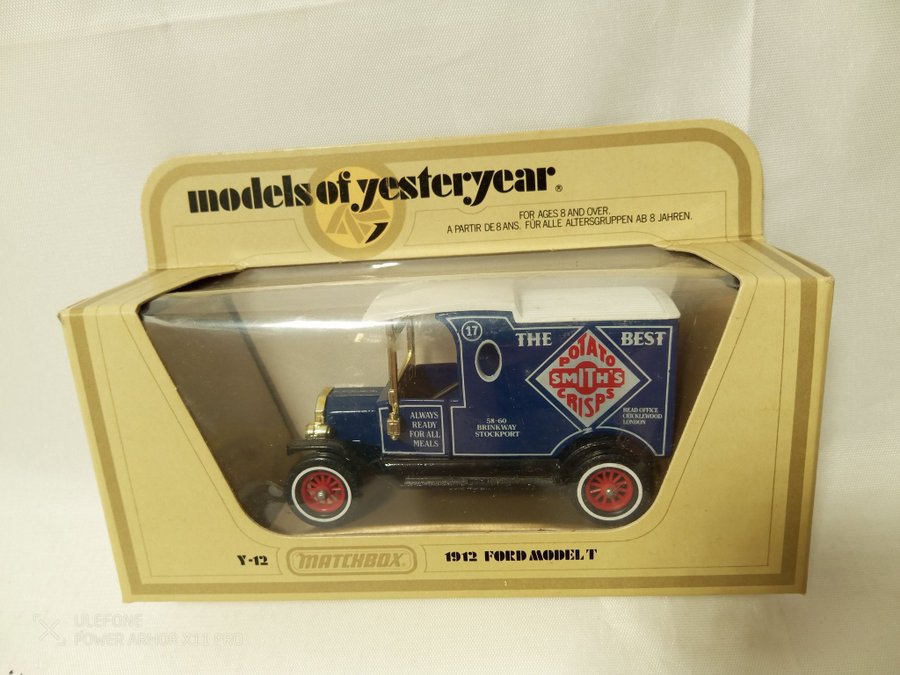 models of yesteryear®
FOR AGES 8 AND OVER.
A PARTIR DE 8 ANS. FÜR ALLE ALTERSGRUPPEN AB 8 JAHREN.
17
THE BEST
POTATO
SMITH'S
CRISPS
ALWAYS
READY
FOR ALL
MEALS
58-60
BRINKWAY
STOCKPORT
HEAD OFFICE
CRICKLEWOOD
LONDON
Y-12 MATCHBOX 1912 FORD MODEL T
ULEFONE
POWER ARMOR X11 PRO